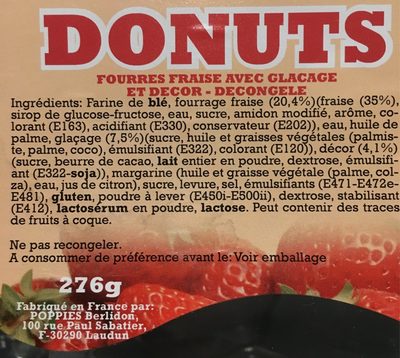 DONUTS
FOURRES FRAISE AVEC GLACAGE
ET DECOR - DECONGELE
Ingrédients: Farine de blé, fourrage fraise (20,4%)(fraise (35%),
sirop de glucose-fructose, eau, sucre, amidon modifié, arôme, co-
lorant (E163), acidifiant (E330), conservateur (E202)), eau, huile de
palme, glaçage (7,5%)(sucre, huile et graisses végétales (palmis-
te, palme, coco), émulsifiant (E322), colorant (E120)), décor (4,1%)
(sucre, beurre de cacao, lait entier en poudre, dextrose, émulsifi-
ant (E322-soja)), margarine (huile et graisse végétale (palme, col-
za), eau, jus de citron), sucre, levure, sel, émulsifiants (E471-E472e-
E481), gluten, poudre à lever (E450i-E500ii), dextrose, stabilisant
(E412), lactosérum en poudre, lactose. Peut contenir des traces
de fruits à coque.
Ne pas recongeler.
A consommer de préférence avant le: Voir emballage
276g
Fabriqué en France par:
POPPIES Berlidon,
100 rue Paul Sabatier,
F-30290 Laudun